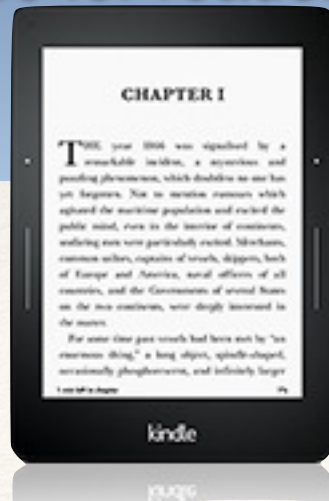 CHAPTER I
THE year 1866 was signalised by a
remarkable incident, a mysterious and
puzzling phenomenon, which doubtless no one has
yet forgotten. Not to mention rumours which
agitated the maritime population and excited the
public mind, even in the interior of continents,
seafaring men were particularly excited. Merchants,
common sailors, captains of vessels, skippers, both
of Europe and America, naval officers of all
countries, and the Governments of several States
on the two continents, were deeply interested in
the matter.
For some time past vessels had been met by "an
enormous thing," a long object, spindle-shaped,
occasionally phosphorescent, and infinitely larger
left in chapter
kindle